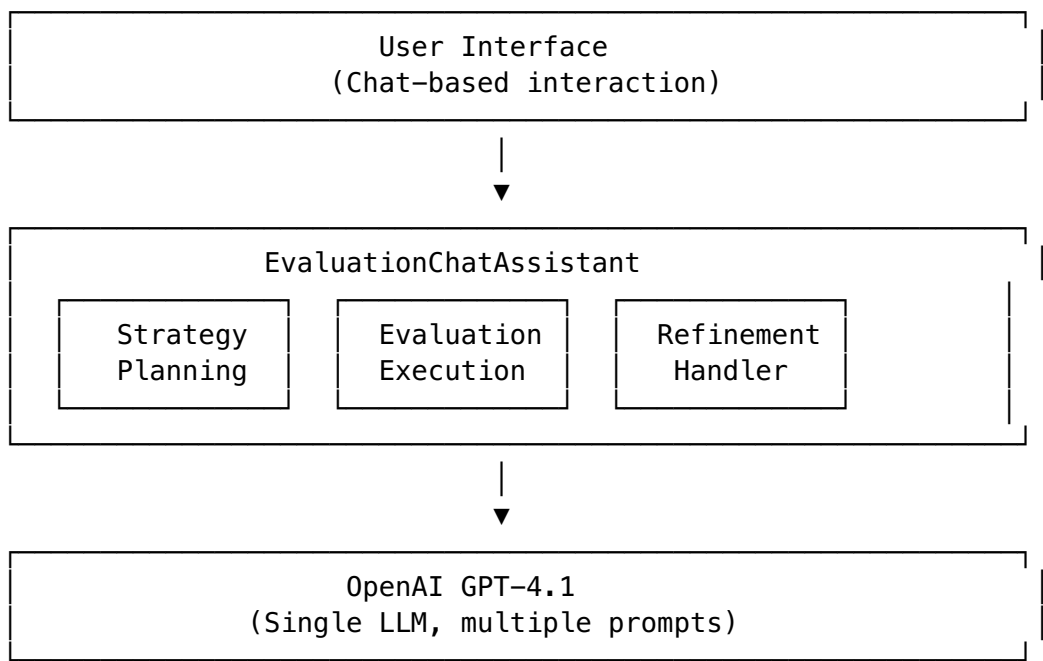 User Interface
(Chat-based interaction)
EvaluationChatAssistant
Strategy Evaluation Refinement
Planning Execution Handler
OpenAI GPT-4.1
(Single LLM, multiple prompts)